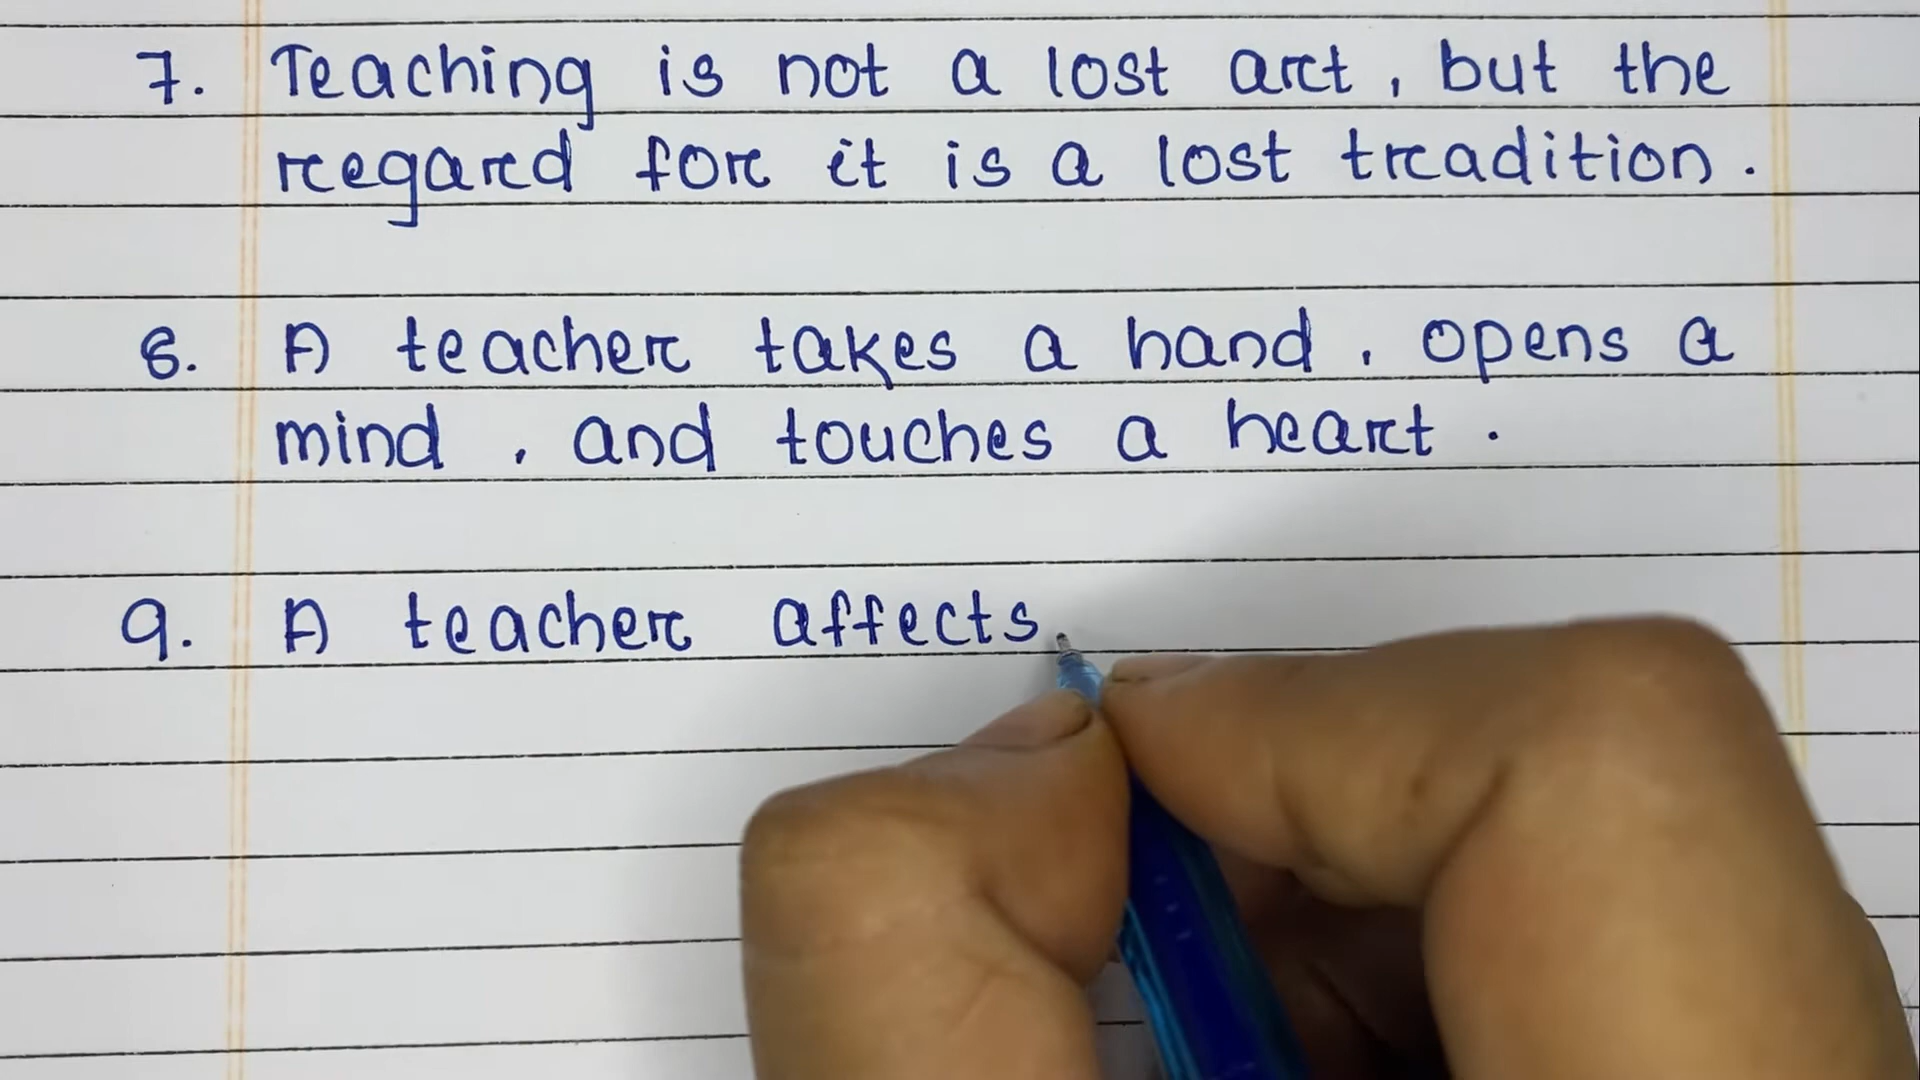 7. Teaching is not a lost art, but the
regard for it is a lost tradition.
8. A teacher takes a hand, opens a
mind, and touches a heart.
9. A teacher affects